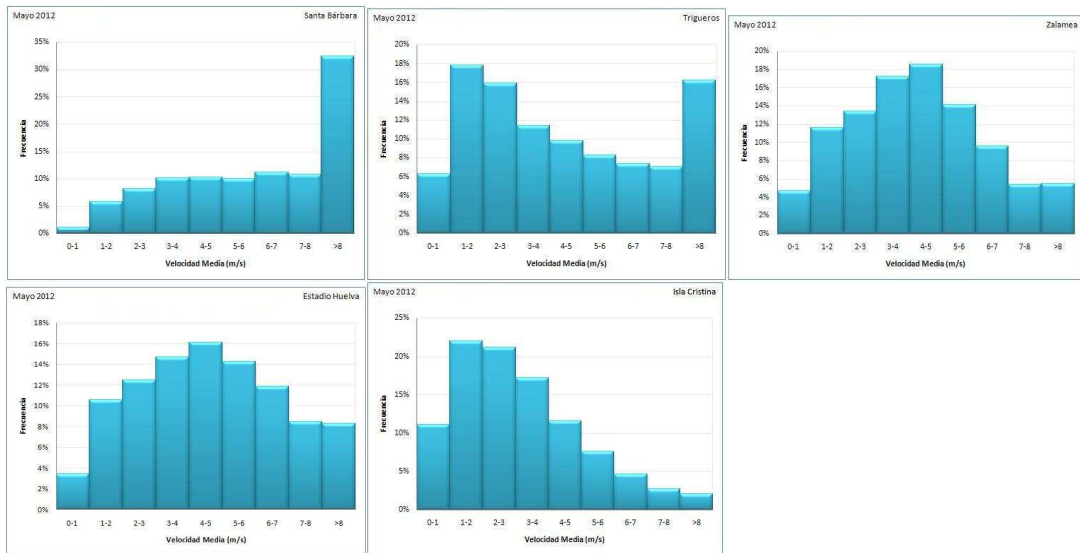 Mayo 2012 Santa Bárbara
35%
30%
25%
20%
15%
10%
5%
0%
Frecuencia
0-1 1-2 2-3 3-4 4-5 5-6 6-7 7-8 >8
Velocidad Media (m/s)
Mayo 2012 Trigueros
20%
18%
16%
14%
12%
10%
8%
6%
4%
2%
0%
Frecuencia
0-1 1-2 2-3 3-4 4-5 5-6 6-7 7-8 >8
Velocidad Media (m/s)
Mayo 2012 Zalamea
20%
18%
16%
14%
12%
10%
8%
6%
4%
2%
0%
Frecuencia
0-1 1-2 2-3 3-4 4-5 5-6 6-7 7-8 >8
Velocidad Media (m/s)
Mayo 2012 Estadio Huelva
18%
16%
14%
12%
10%
8%
6%
4%
2%
0%
Frecuencia
0-1 1-2 2-3 3-4 4-5 5-6 6-7 7-8 >8
Velocidad Media (m/s)
Mayo 2012 Isla Cristina
25%
20%
15%
10%
5%
0%
Frecuencia
0-1 1-2 2-3 3-4 4-5 5-6 6-7 7-8 >8
Velocidad Media (m/s)